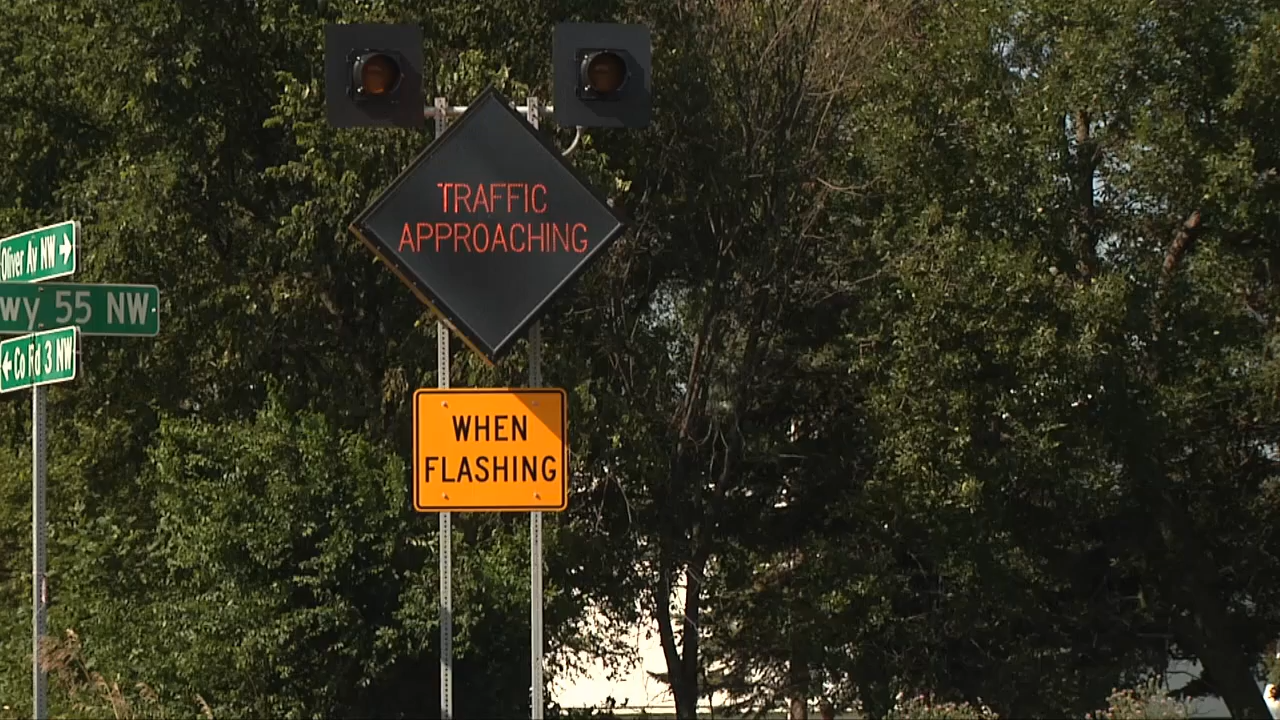 TRAFFIC
APPROACHING
WHEN
FLASHING
Oliver Av NW →
wy 55 NW
← Co Rd 3 NW